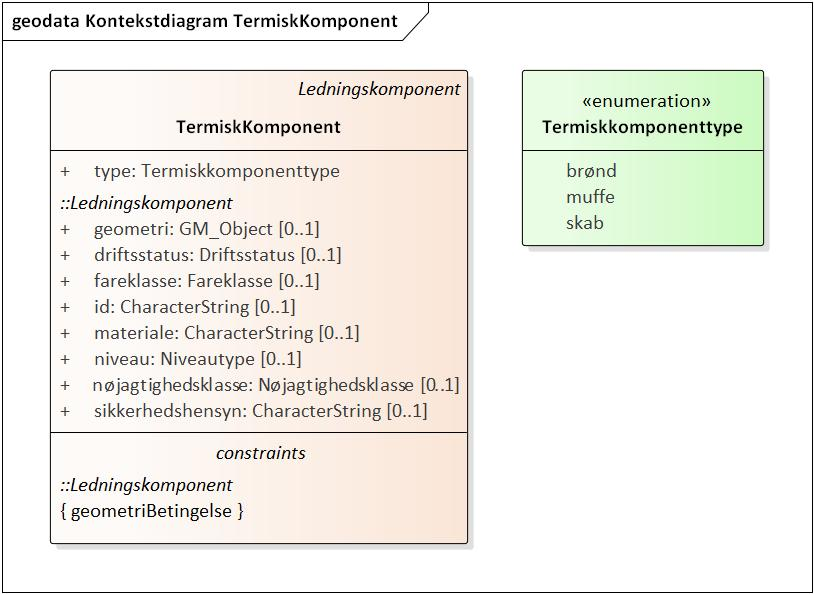 geodata Kontekstdiagram TermiskKomponent
Ledningskomponent
TermiskKomponent
+ type: Termiskkomponenttype
::Ledningskomponent
+ geometri: GM_Object [0..1]
+ driftsstatus: Driftsstatus [0..1]
+ fareklasse: Fareklasse [0..1]
+ id: CharacterString [0..1]
+ materiale: CharacterString [0..1]
+ niveau: Niveautype [0..1]
+ nøjagtighedsklasse: Nøjagtighedsklasse [0..1]
+ sikkerhedshensyn: CharacterString [0..1]
constraints
::Ledningskomponent
{ geometriBetingelse }
«enumeration»
Termiskkomponenttype
brønd
muffe
skab